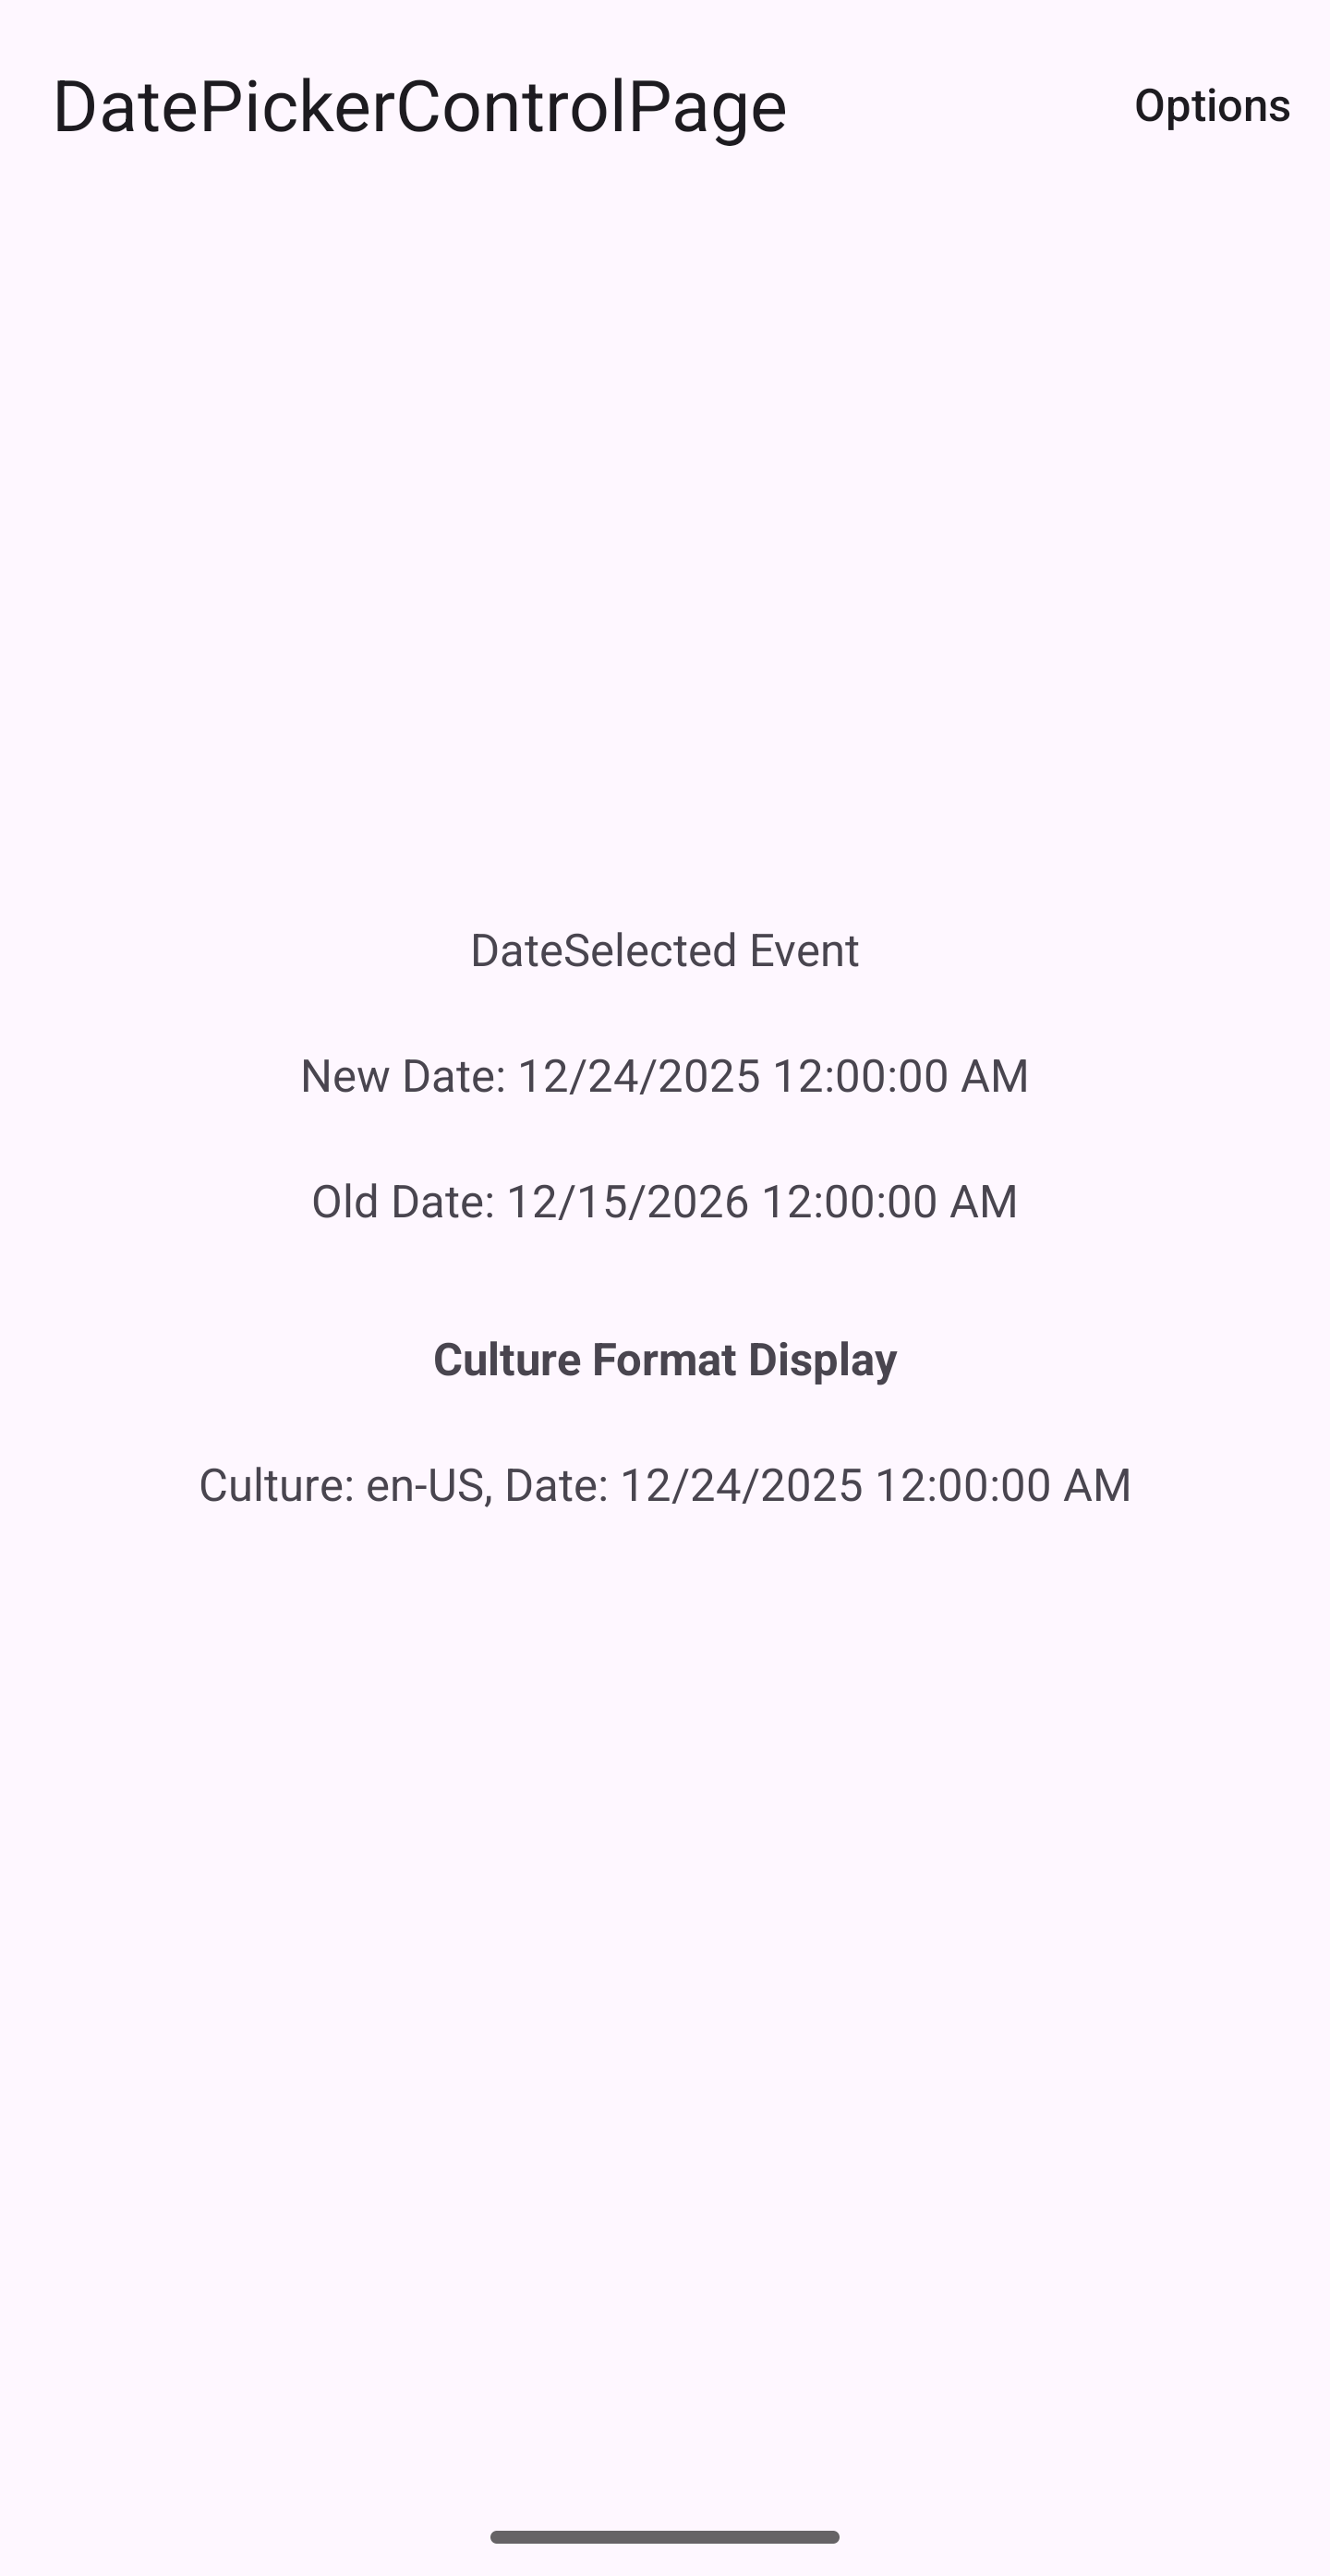 DatePickerControlPage
Options
DateSelected Event
New Date: 12/24/2025 12:00:00 AM
Old Date: 12/15/2026 12:00:00 AM
Culture Format Display
Culture: en-US, Date: 12/24/2025 12:00:00 AM